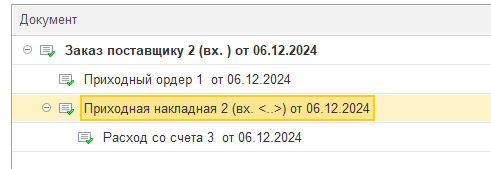 Документ
Заказ поставщику 2 (вх. ) от 06.12.2024
Приходный ордер 1  от 06.12.2024
Приходная накладная 2 (вх. <..>) от 06.12.2024
Расход со счета 3  от 06.12.2024